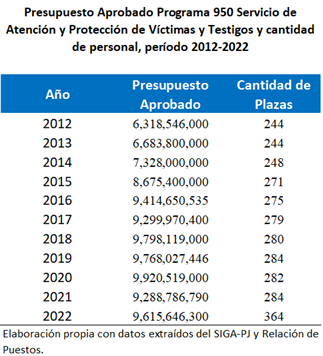 Presupuesto Aprobado Programa 950 Servicio de
Atención y Protección de Víctimas y Testigos y cantidad
de personal, período 2012-2022
Año Presupuesto Aprobado Cantidad de Plazas
2012 6,318,546,000 244
2013 6,683,800,000 244
2014 7,328,000,000 248
2015 8,675,400,000 271
2016 9,414,650,535 275
2017 9,299,970,400 279
2018 9,798,119,000 280
2019 9,768,027,446 284
2020 9,920,519,000 282
2021 9,288,786,790 284
2022 9,615,646,300 364
Elaboración propia con datos extraídos del SIGA-PJ y Relación de
Puestos.